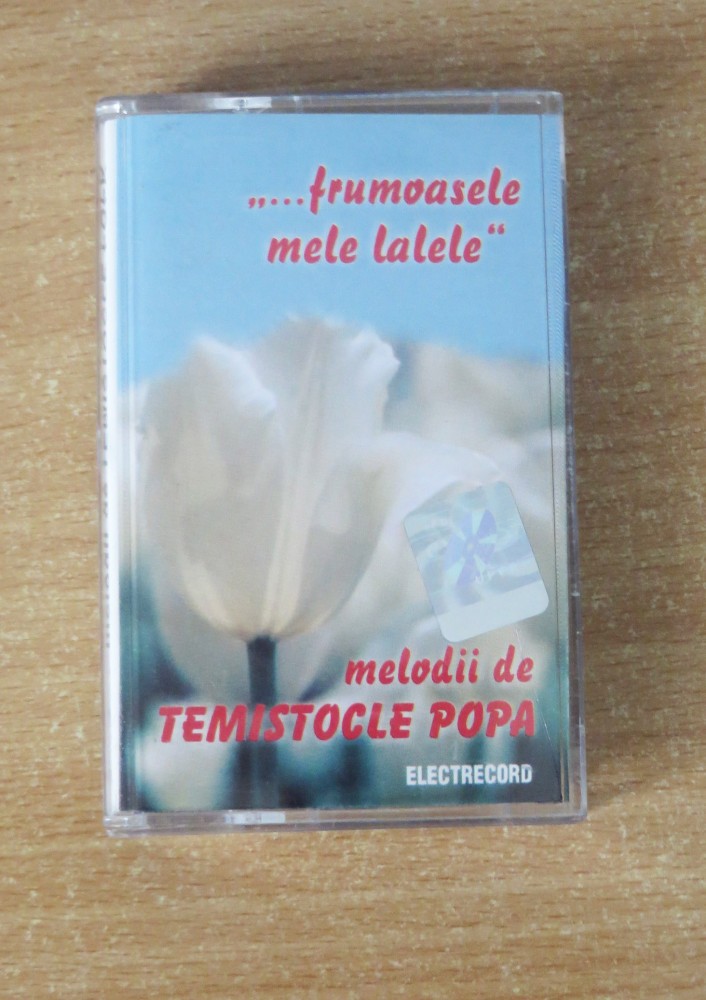 „...frumoasele
mele lalele“
melodii de
TEMISTOCLE POPA
ELECTRECORD